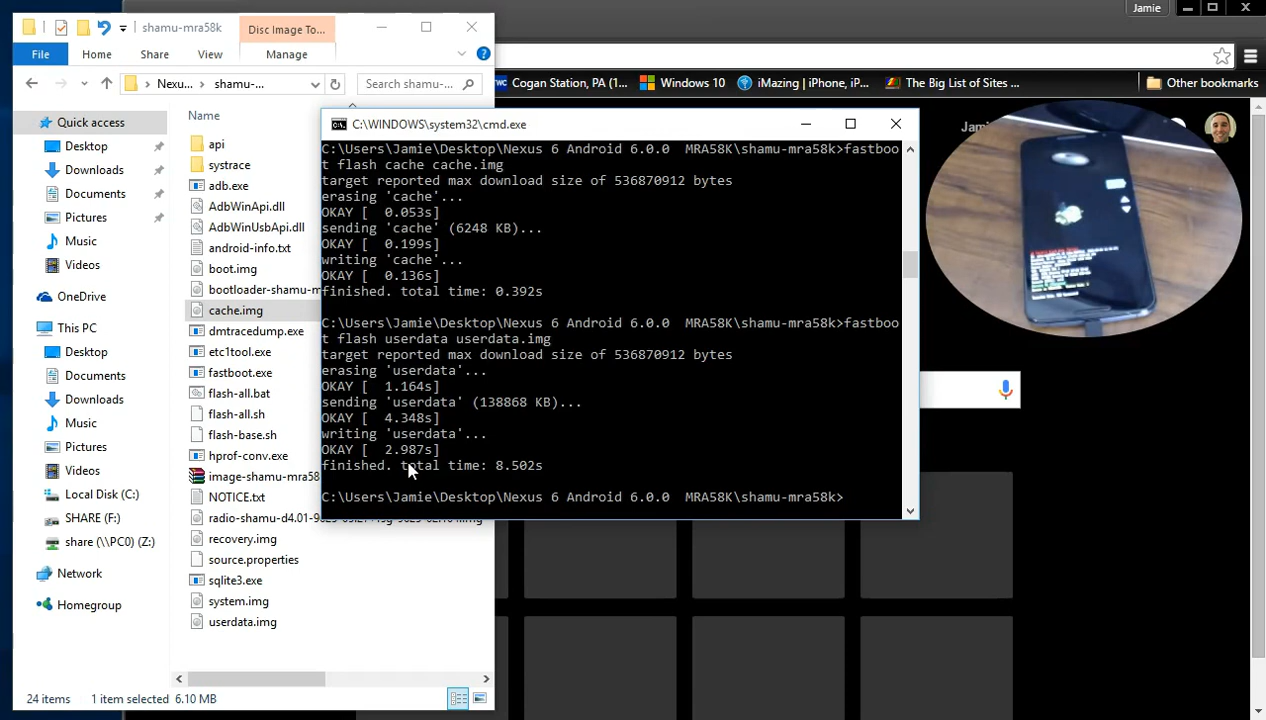 shamu-mra58k
Disc Image To...
Jamie
File
Home
Share
View
Manage
Nexu...
shamu-...
Search shamu-...
Cogan Station, PA (1...
Windows 10
iMazing | iPhone, iP...
The Big List of Sites ...
Other bookmarks
Quick access
Desktop
Downloads
Documents
Pictures
Music
Videos
OneDrive
This PC
Desktop
Documents
Downloads
Music
Pictures
Videos
Local Disk (C:)
SHARE (F:)
share (\\PC0) (Z:)
Network
Homegroup
Name
api
systrace
adb.exe
AdbWinApi.dll
AdbWinUsbApi.dll
android-info.txt
boot.img
bootloader-shamu-m
cache.img
dmtracedump.exe
etc1tool.exe
fastboot.exe
flash-all.bat
flash-all.sh
flash-base.sh
hprof-conv.exe
image-shamu-mra58
NOTICE.txt
recovery.img
source.properties
sqlite3.exe
system.img
userdata.img
24 items
1 item selected 6.10 MB
C:\WINDOWS\system32\cmd.exe
C:\Users\Jamie\Desktop\Nexus 6 Android 6.0.0  MRA58K\shamu-mra58k>fastboo
t flash cache cache.img
target reported max download size of 536870912 bytes
erasing 'cache'...
OKAY [  0.053s]
sending 'cache' (6248 KB)...
OKAY [  0.199s]
writing 'cache'...
OKAY [  0.136s]
finished. total time: 0.392s
C:\Users\Jamie\Desktop\Nexus 6 Android 6.0.0  MRA58K\shamu-mra58k>fastboo
t flash userdata userdata.img
target reported max download size of 536870912 bytes
erasing 'userdata'...
OKAY [  1.164s]
sending 'userdata' (138868 KB)...
OKAY [  4.348s]
writing 'userdata'...
OKAY [  2.987s]
finished. total time: 8.502s
C:\Users\Jamie\Desktop\Nexus 6 Android 6.0.0  MRA58K\shamu-mra58k>